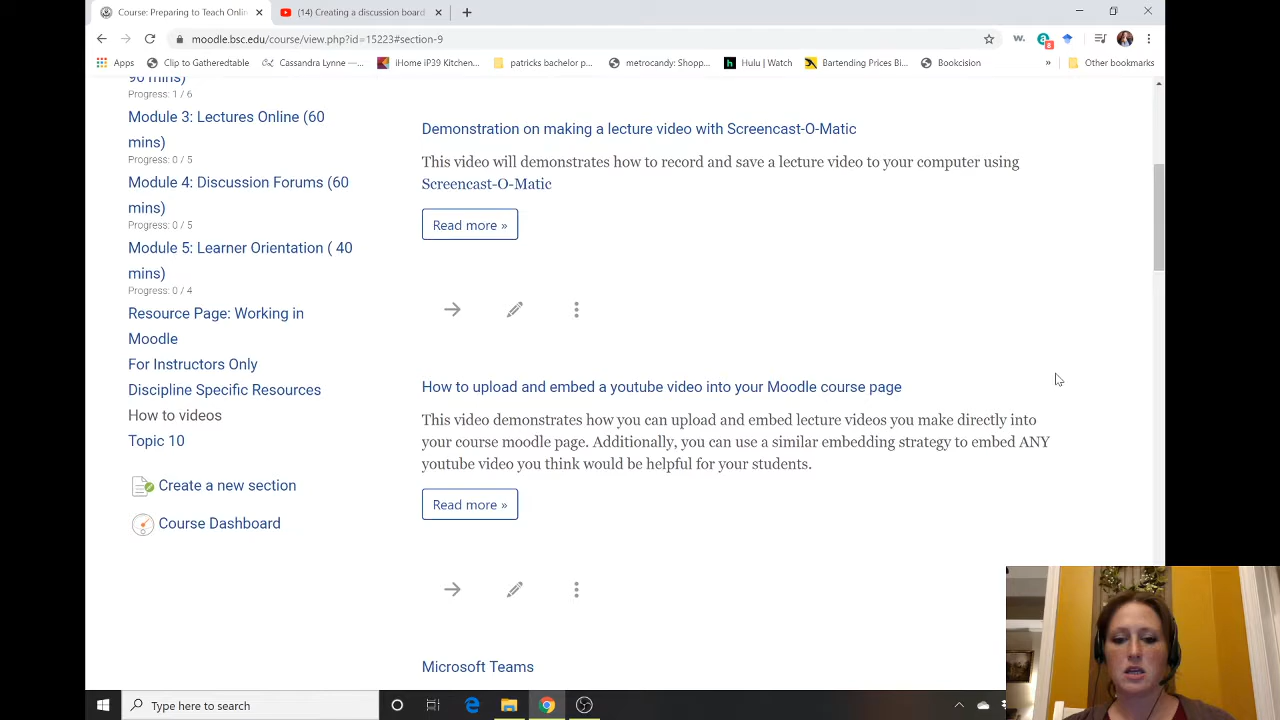 Course: Preparing to Teach Onlin
(14) Creating a discussion board
moodle.bsc.edu/course/view.php?id=15223#section-9
Apps
Clip to Gatheredtable
Cassandra Lynne —...
iHome iP39 Kitchen...
patricks bachelor p...
metrocandy: Shopp...
Hulu | Watch
Bartending Prices Bi...
Bookcision
»
Other bookmarks
90 mins)
Progress: 1 / 6
Module 3: Lectures Online (60
mins)
Progress: 0 / 5
Module 4: Discussion Forums (60
mins)
Progress: 0 / 5
Module 5: Learner Orientation ( 40
mins)
Progress: 0 / 4
Resource Page: Working in
Moodle
For Instructors Only
Discipline Specific Resources
How to videos
Topic 10
Create a new section
Course Dashboard
Demonstration on making a lecture video with Screencast-O-Matic
This video will demonstrates how to record and save a lecture video to your computer using
Screencast-O-Matic
Read more »
How to upload and embed a youtube video into your Moodle course page
This video demonstrates how you can upload and embed lecture videos you make directly into
your course moodle page. Additionally, you can use a similar embedding strategy to embed ANY
youtube video you think would be helpful for your students.
Read more »
Microsoft Teams
Type here to search